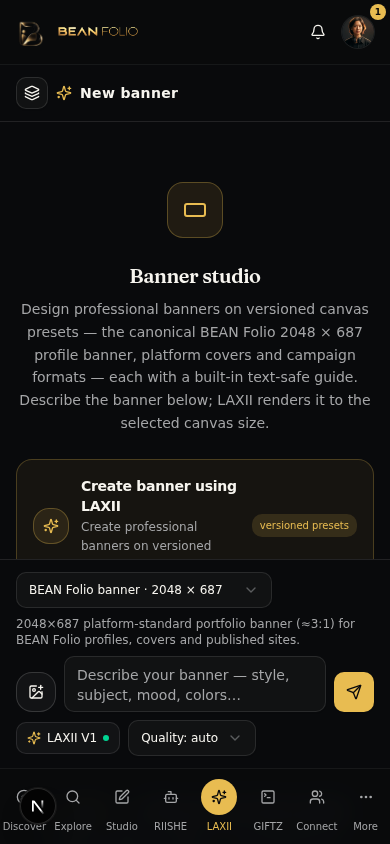 BEAN FOLIO
1
New banner
Banner studio
Design professional banners on versioned canvas
presets — the canonical BEAN Folio 2048 × 687
profile banner, platform covers and campaign
formats — each with a built-in text-safe guide.
Describe the banner below; LAXII renders it to the
selected canvas size.
Create banner using
LAXII
Create professional
banners on versioned
versioned presets
BEAN Folio banner · 2048 × 687
2048×687 platform-standard portfolio banner (≈3:1) for
BEAN Folio profiles, covers and published sites.
Describe your banner — style,
subject, mood, colors…
LAXII V1
Quality: auto
N
Discover Explore Studio RIISHE LAXII GIFTZ Connect More